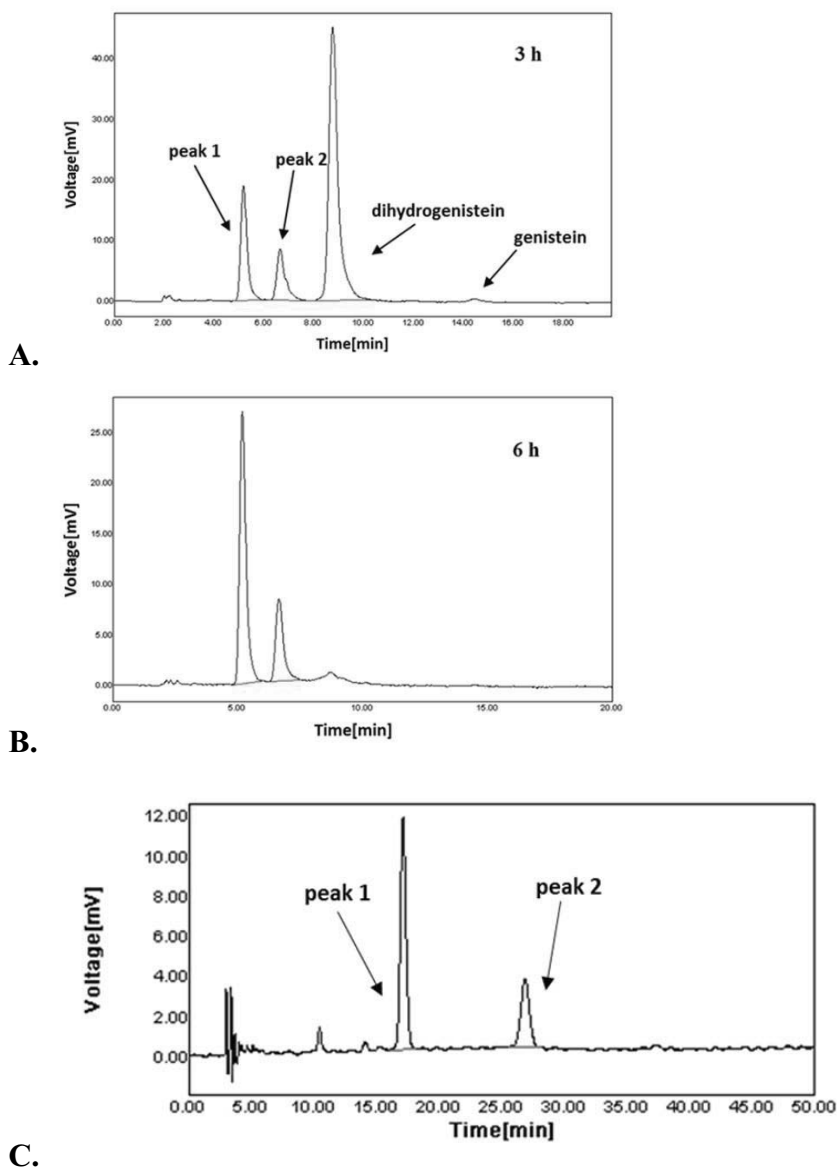 3 h
peak 1
peak 2
dihydrogenistein
genistein
Voltage[mV]
40.00
30.00
20.00
10.00
0.00
0.00 2.00 4.00 6.00 8.00 10.00 12.00 14.00 16.00 18.00
Time[min]
A.
6 h
Voltage[mV]
25.00
20.00
15.00
10.00
5.00
0.00
0.00 5.00 10.00 15.00 20.00
Time[min]
B.
peak 1
peak 2
Voltage[mV]
12.00
10.00
8.00
6.00
4.00
2.00
0.00
0.00 5.00 10.00 15.00 20.00 25.00 30.00 35.00 40.00 45.00 50.00
Time[min]
C.